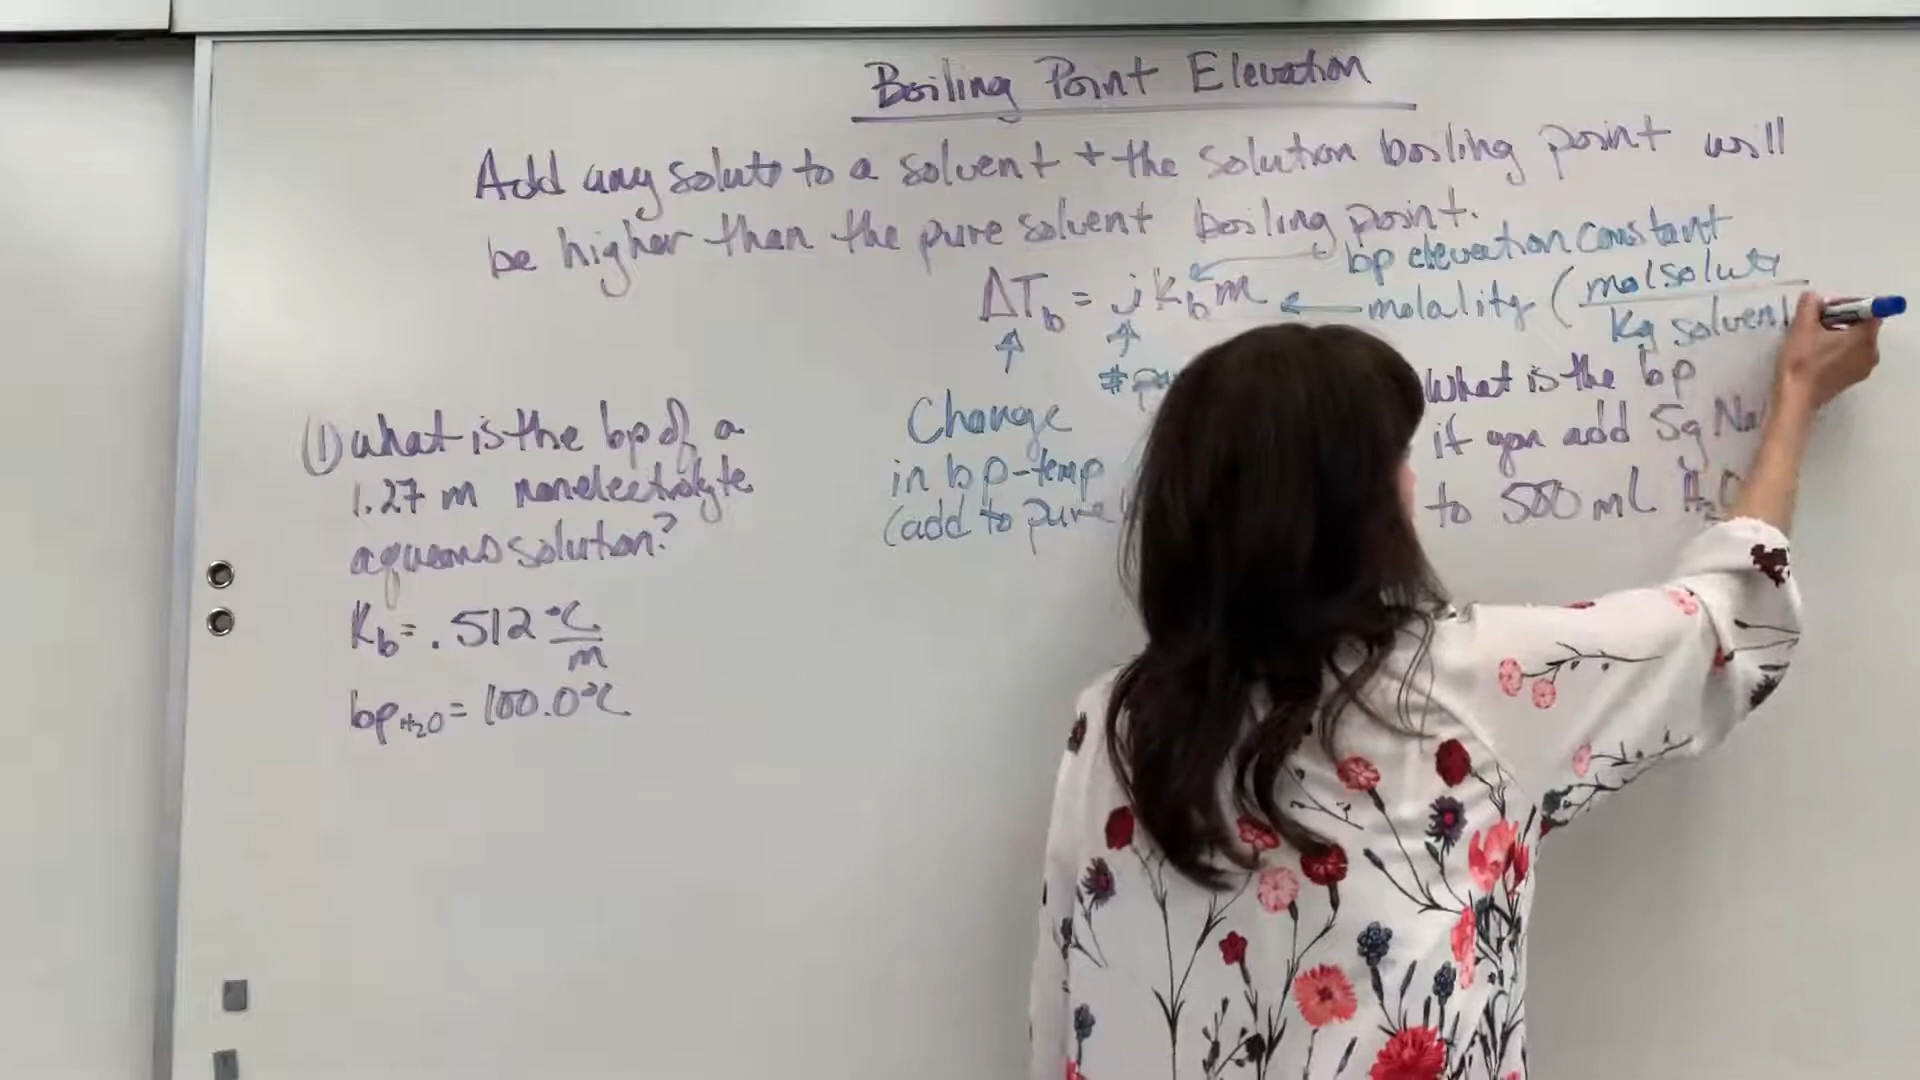 Boiling Point Elevation
Add any solute to a solvent + the solution boiling point will
be higher than the pure solvent boiling point.
bp elevation constant
ΔTb = i kb m
molality (mol solute
kg solvent
Change
in bp-temp
(add to pure
(1) What is the bp of a
1.27 m nonelectrolyte
aqueous solution?
Kb = .512 °C
m
bpH₂O = 100.0°C
What is the bp
if you add 5g
to 500 mL H₂O